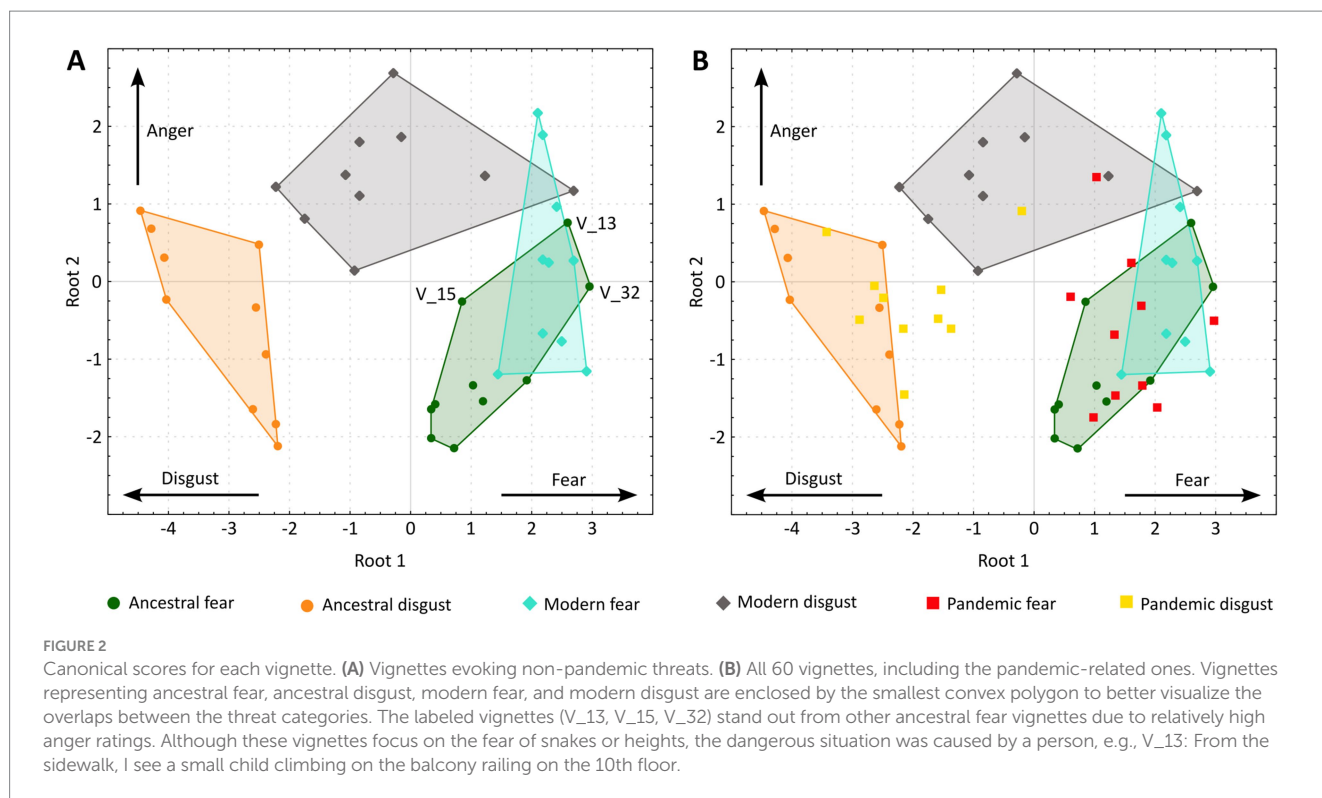 A
B
Anger
Anger
2
1
0
-1
-2
Root 2
V_13
V_15
V_32
Disgust
Fear
-4 -3 -2 -1 0 1 2 3
Root 1
2
1
0
-1
-2
Root 2
Disgust
Fear
-4 -3 -2 -1 0 1 2 3
Root 1
Ancestral fear Ancestral disgust Modern fear Modern disgust Pandemic fear Pandemic disgust
FIGURE 2
Canonical scores for each vignette. (A) Vignettes evoking non-pandemic threats. (B) All 60 vignettes, including the pandemic-related ones. Vignettes
representing ancestral fear, ancestral disgust, modern fear, and modern disgust are enclosed by the smallest convex polygon to better visualize the
overlaps between the threat categories. The labeled vignettes (V_13, V_15, V_32) stand out from other ancestral fear vignettes due to relatively high
anger ratings. Although these vignettes focus on the fear of snakes or heights, the dangerous situation was caused by a person, e.g., V_13: From the
sidewalk, I see a small child climbing on the balcony railing on the 10th floor.